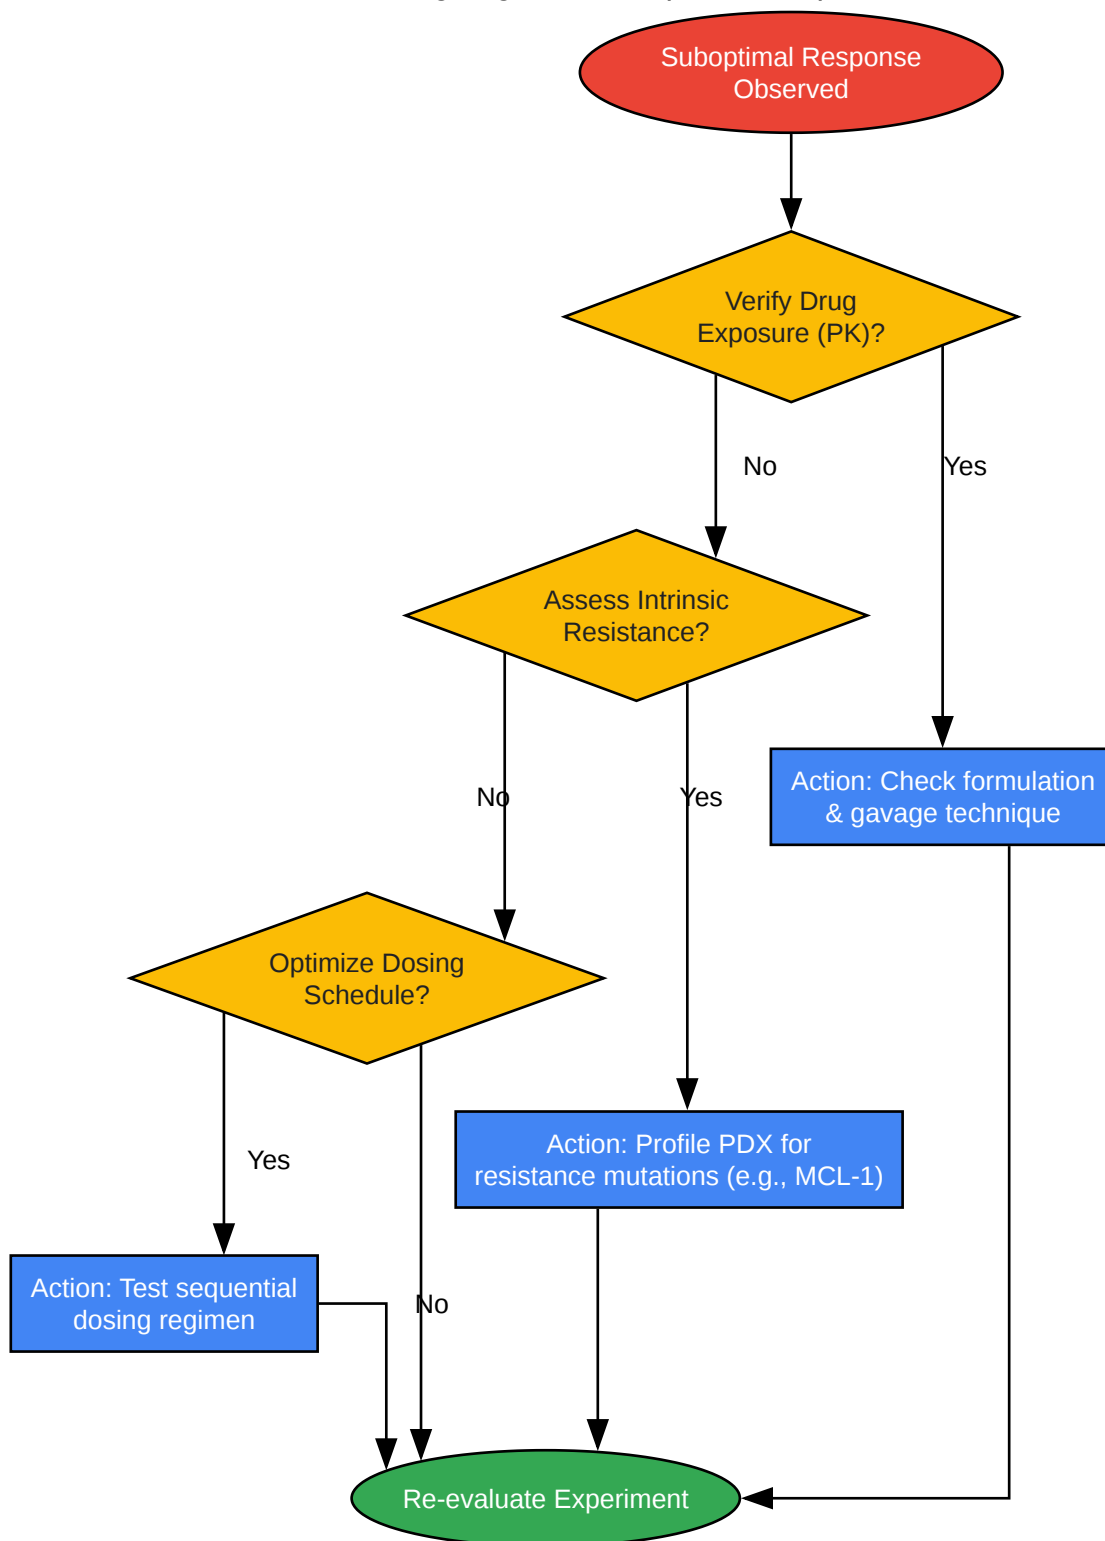 Suboptimal Response
Observed
Verify Drug
Exposure (PK)?
No
Yes
Assess Intrinsic
Resistance?
No
Yes
Action: Check formulation
& gavage technique
Optimize Dosing
Schedule?
Yes
Action: Profile PDX for
resistance mutations (e.g., MCL-1)
Action: Test sequential
dosing regimen
No
Re-evaluate Experiment